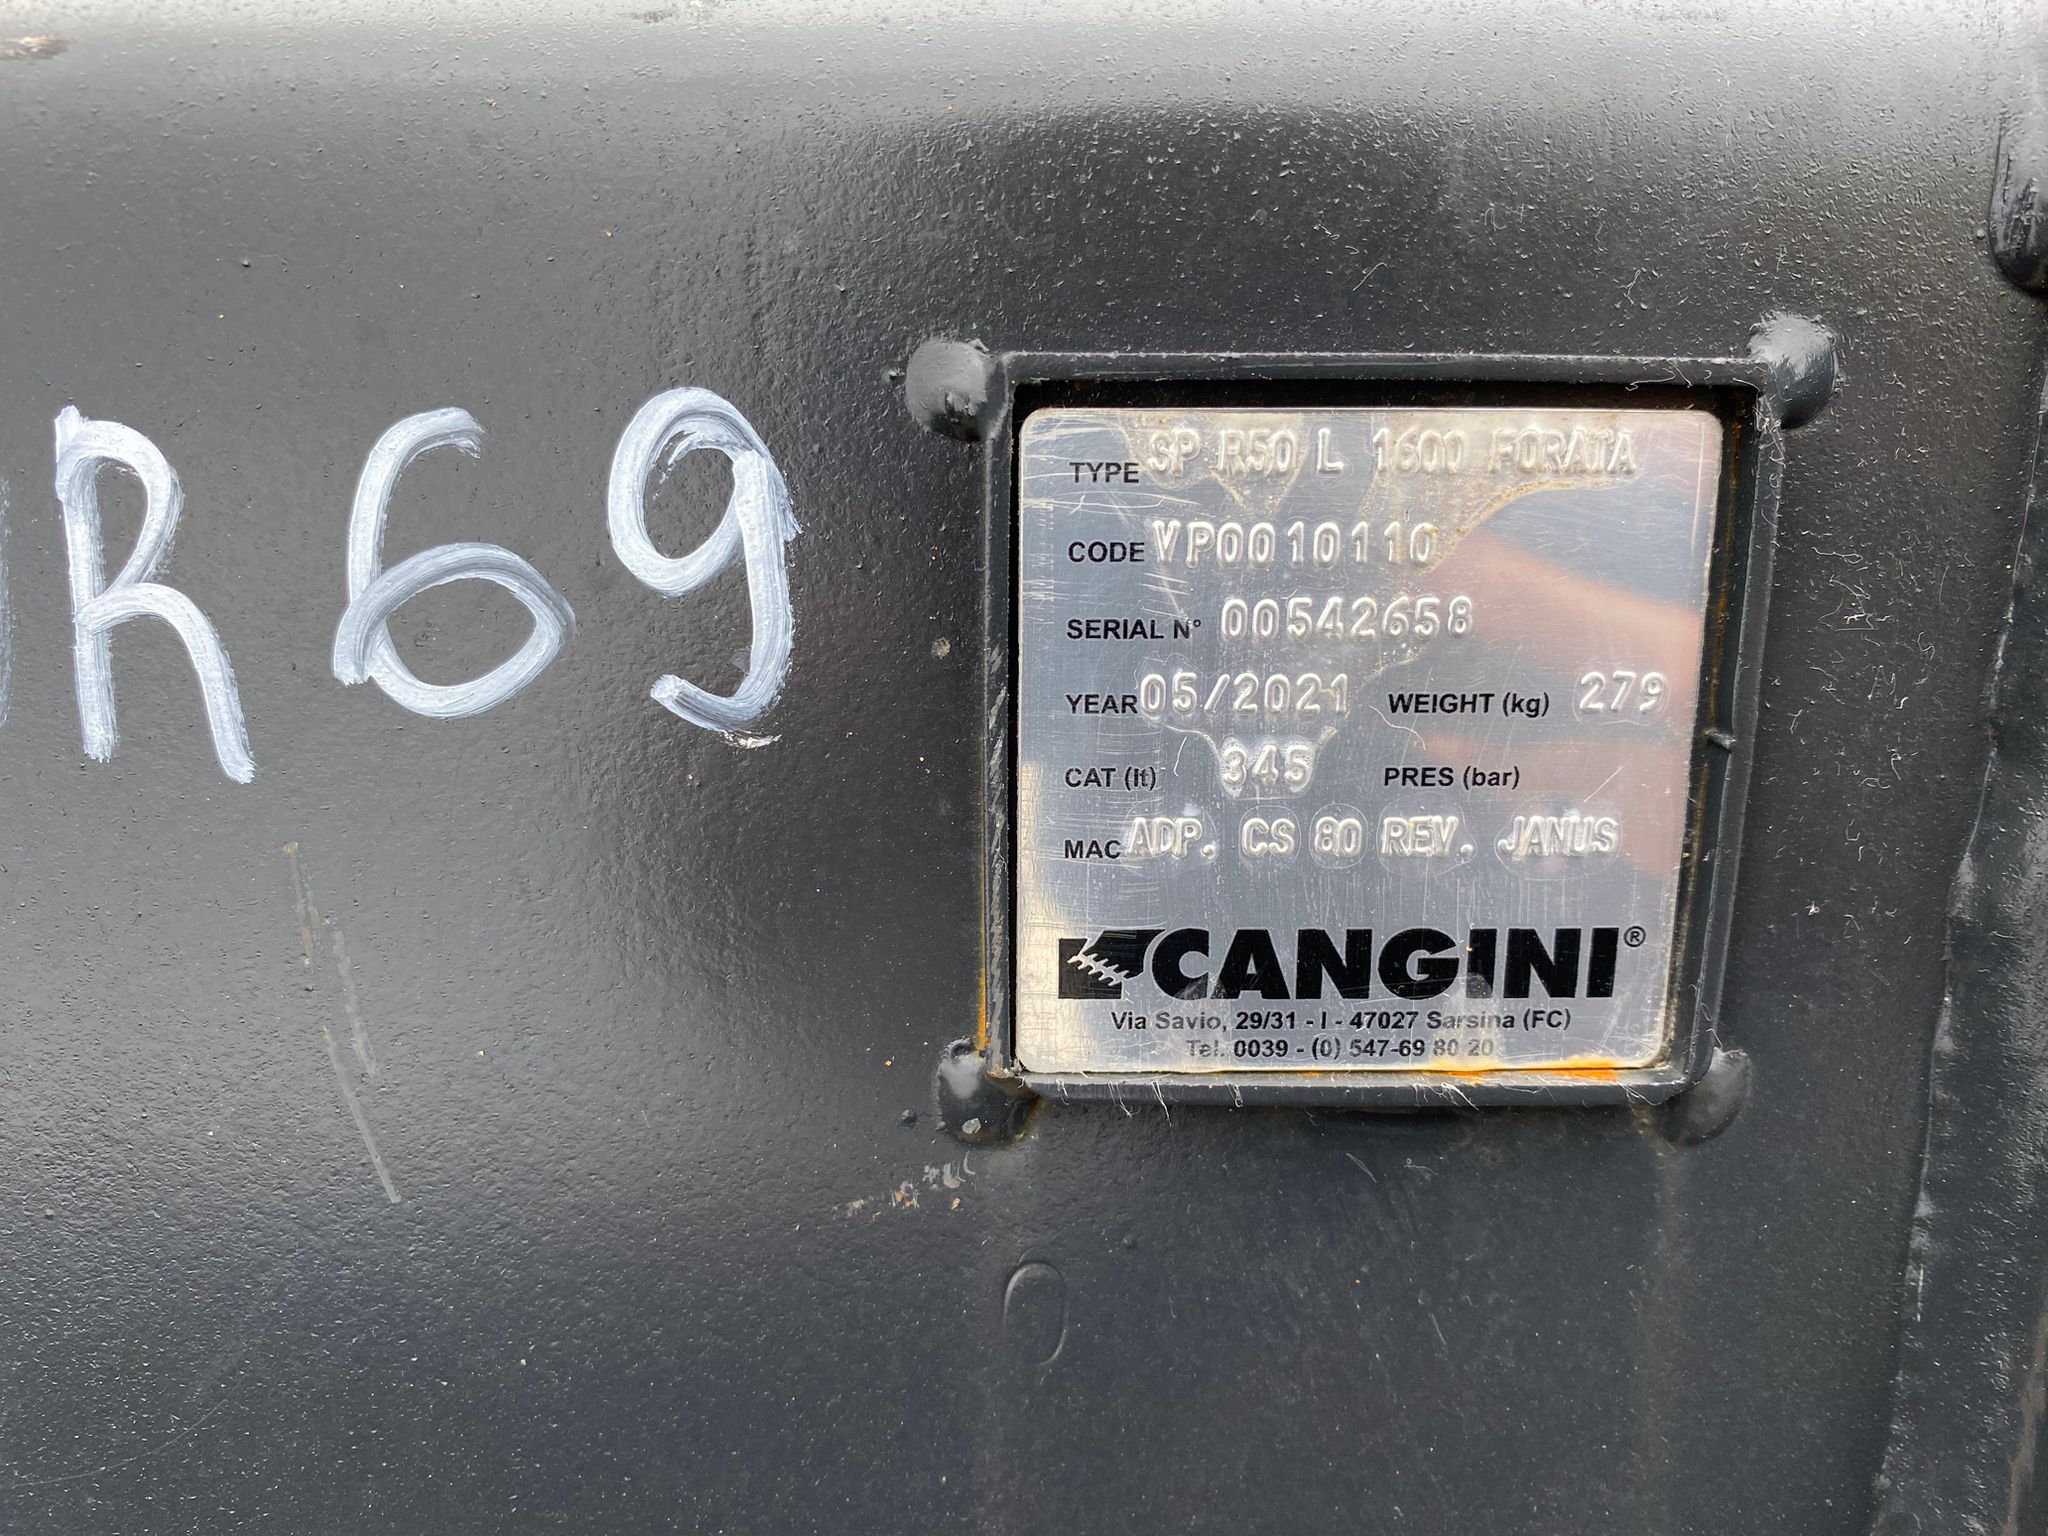 R69
TYPE SP R50 L 1600 FORATA
CODE VP0010110
SERIAL N° 00542658
YEAR 05/2021 WEIGHT (kg) 279
CAT (lt) 345 PRES (bar)
MAC ADP. CS 80 REV. JANUS
CANGINI®
Via Savio, 29/31 - I - 47027 Sarsina (FC)
Tel. 0039 - (0) 547-69 80 20